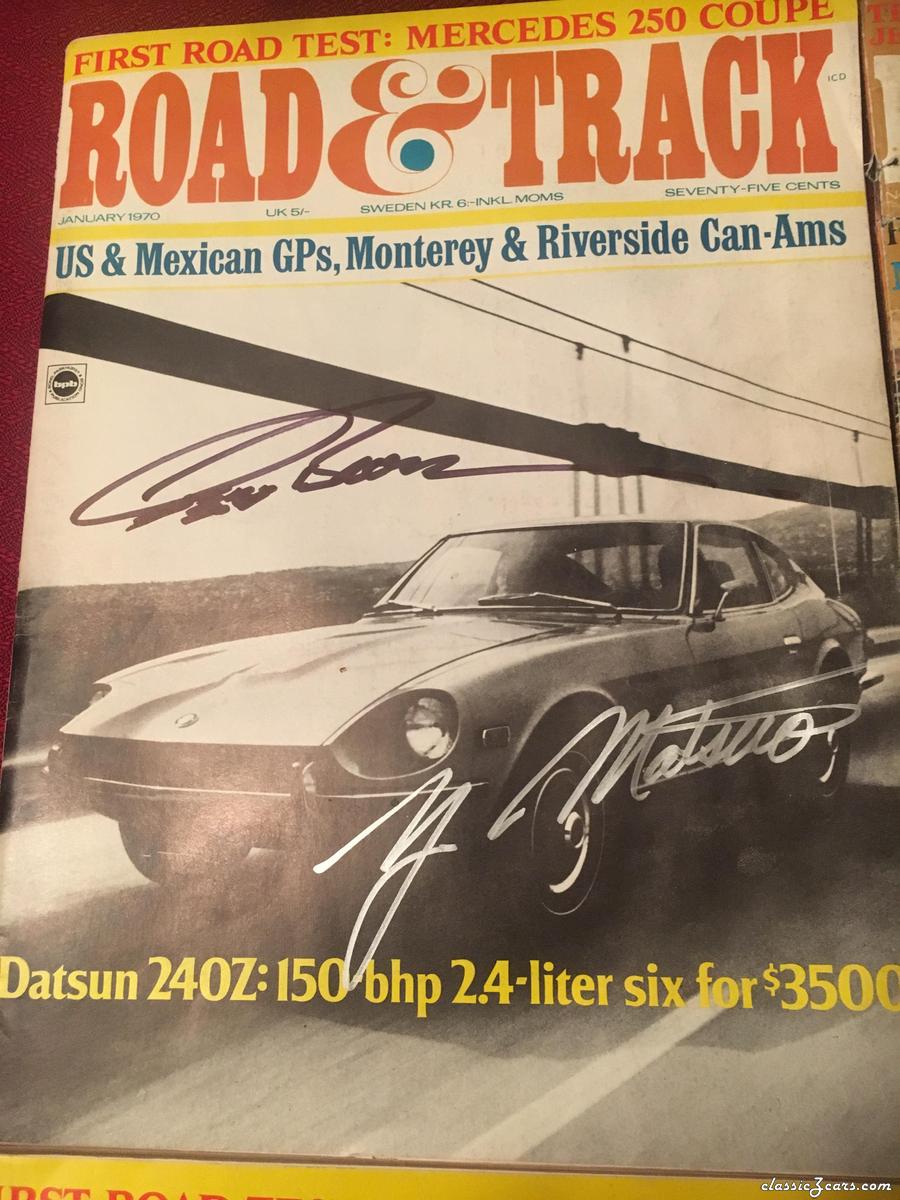 FIRST ROAD TEST: MERCEDES 250 COUPE
ROAD & TRACK
ICD
JANUARY 1970
UK 5/-
SWEDEN KR. 6:-INKL. MOMS
SEVENTY-FIVE CENTS
US & Mexican GPs, Monterey & Riverside Can-Ams
bpb
Y Matsuo
Datsun 240Z: 150 bhp 2.4-liter six for $3500
classicZcars.com